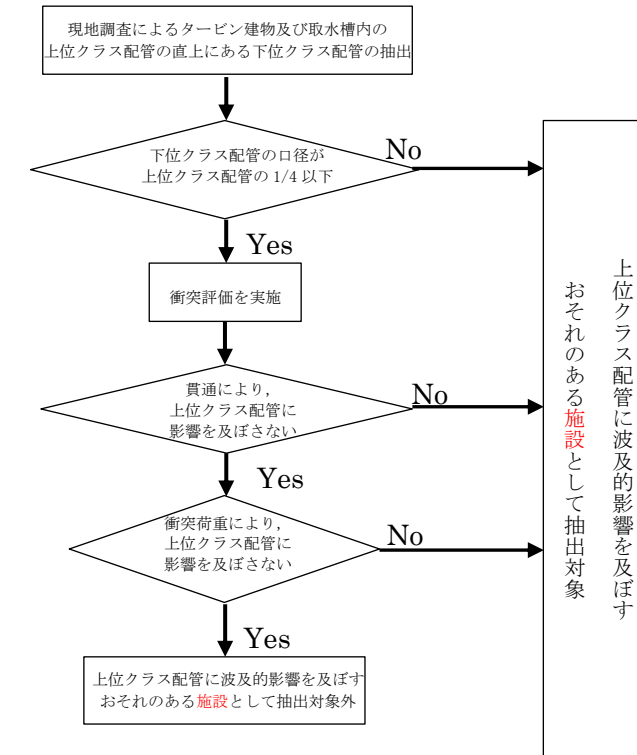 現地調査によるタービン建物及び取水槽内の
上位クラス配管の直上にある下位クラス配管の抽出
下位クラス配管の口径が
上位クラス配管の 1/4 以下
No
Yes
衝突評価を実施
貫通により，
上位クラス配管に
影響を及ぼさない
No
Yes
衝突荷重により，
上位クラス配管に
影響を及ぼさない
No
Yes
上位クラス配管に波及的影響を及ぼす
おそれのある施設として抽出対象外
上位クラス配管に波及的影響を及ぼす
おそれのある施設として抽出対象